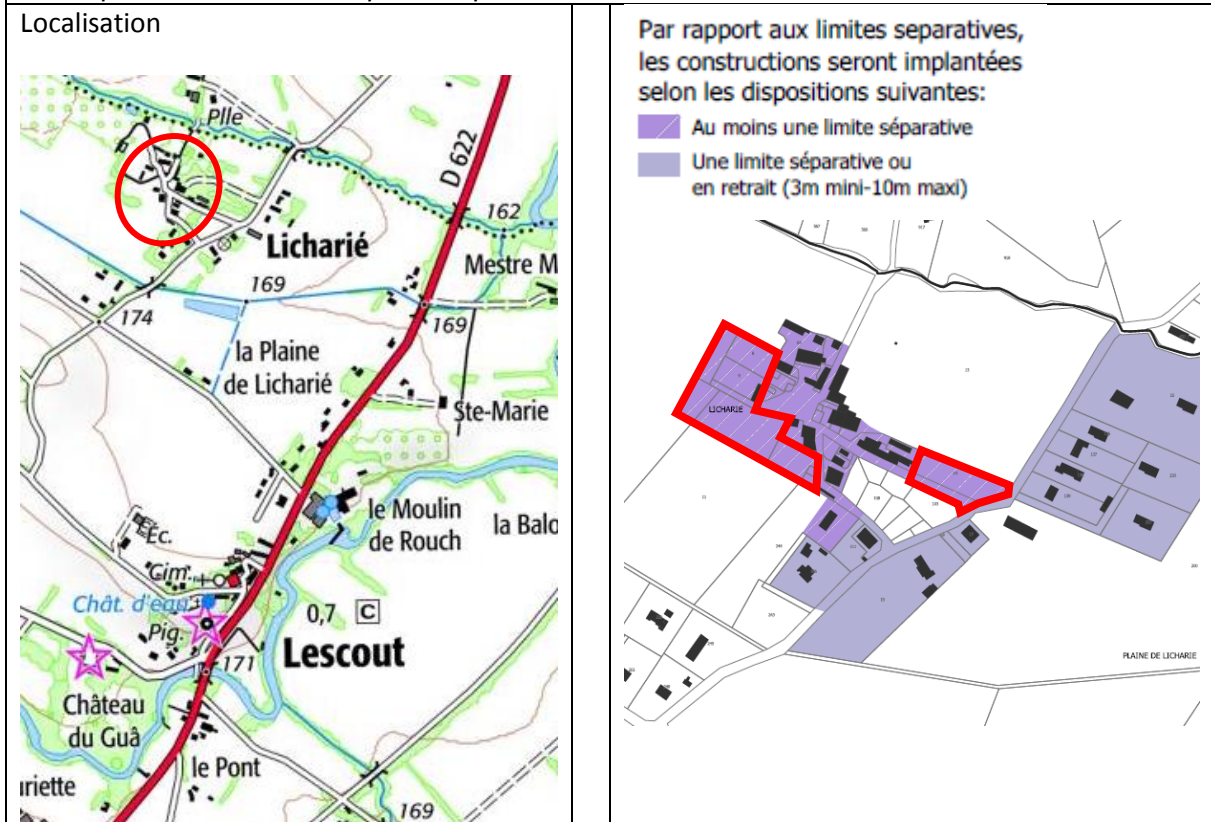 Localisation
Plle
D 622
162
Licharié
Mestre M
169
174
169
la Plaine
de Licharié
Ste-Marie
le Moulin
de Rouch
la Balo
Éc.
Cim.
Chât. d'eau
0,7 C
Pig.
Lescout
171
Château
du Guâ
le Pont
uriette
169
Par rapport aux limites separatives,
les constructions seront implantées
selon les dispositions suivantes:
Au moins une limite séparative
Une limite séparative ou
en retrait (3m mini-10m maxi)
LICHARIE
PLAINE DE LICHARIE